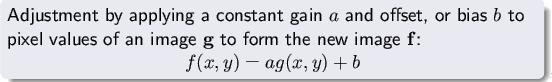 Adjustment by applying a constant gain a and offset, or bias b to
pixel values of an image g to form the new image f:
f(x, y) = ag(x, y) + b